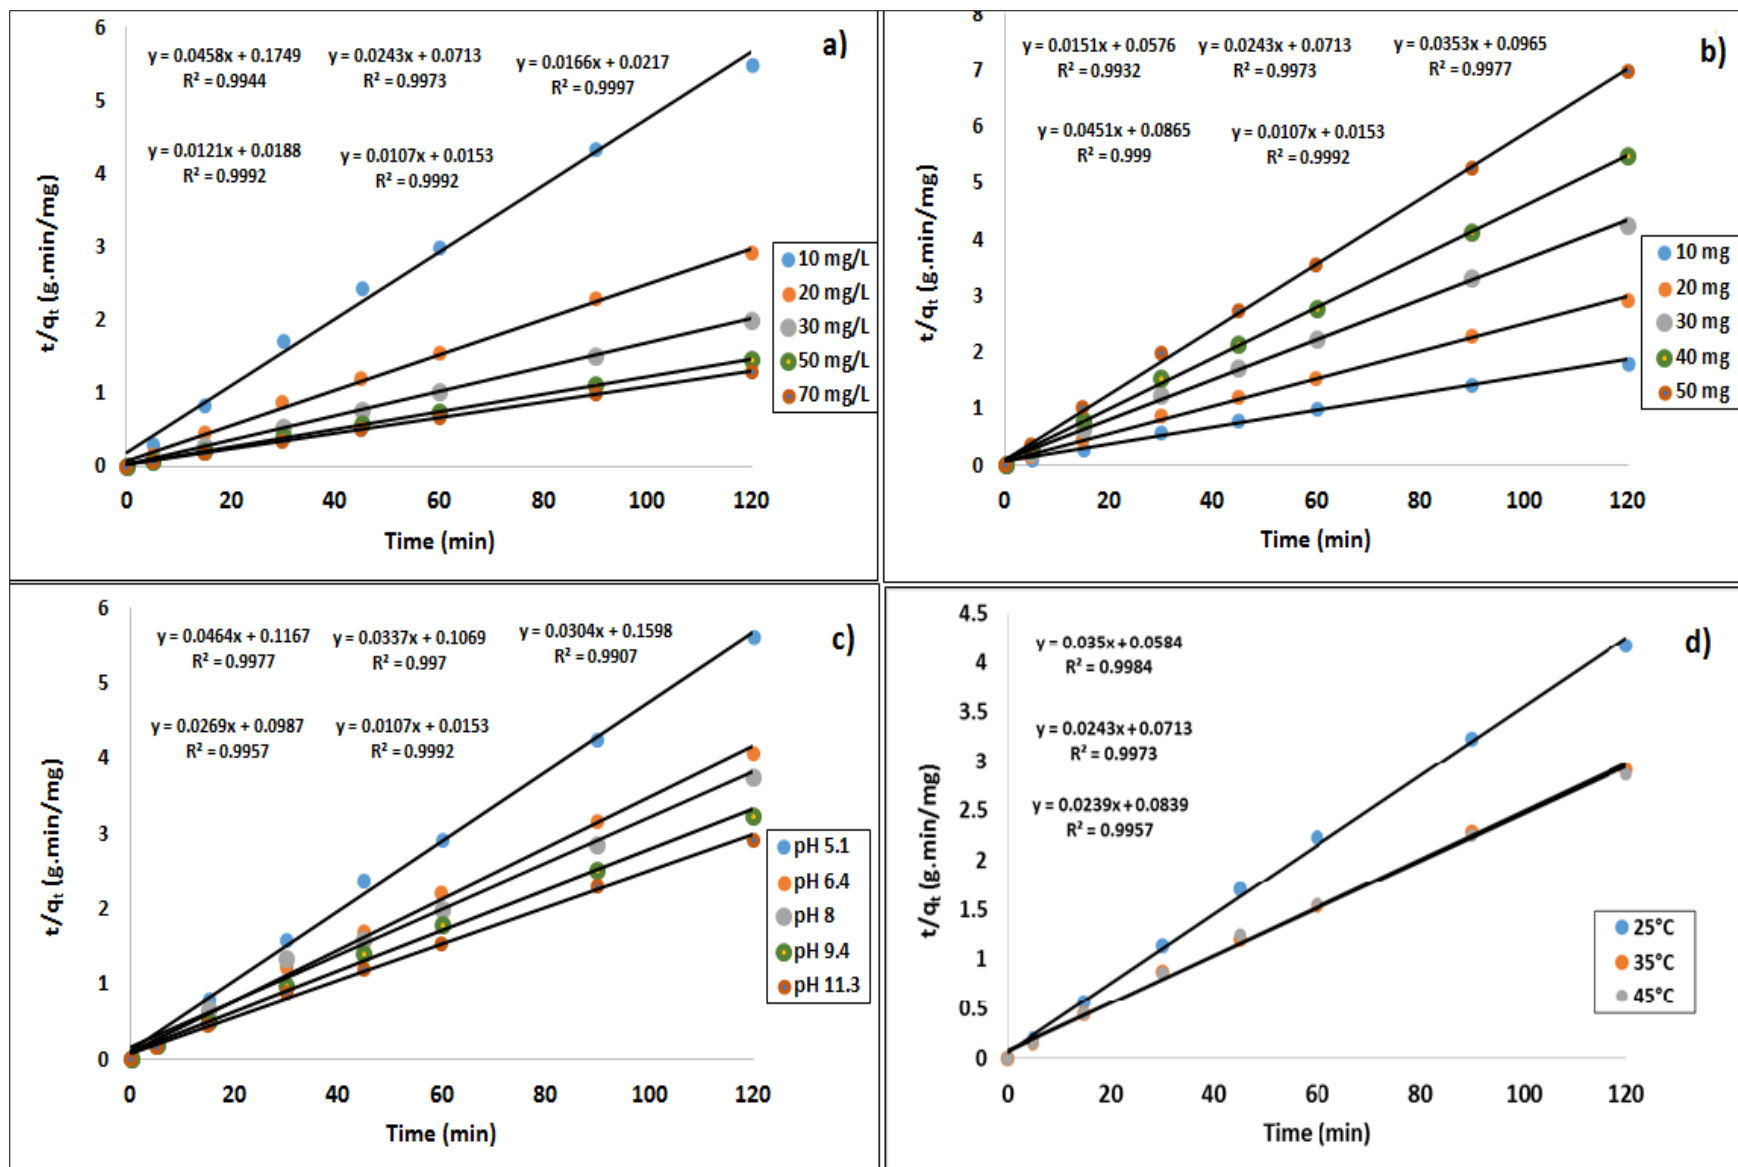 a)
y = 0.0458x + 0.1749
R² = 0.9944
y = 0.0243x + 0.0713
R² = 0.9973
y = 0.0166x + 0.0217
R² = 0.9997
y = 0.0121x + 0.0188
R² = 0.9992
y = 0.0107x + 0.0153
R² = 0.9992
t/qₜ (g.min/mg)
6
5
4
3
2
1
0
0 20 40 60 80 100 120
Time (min)
10 mg/L
20 mg/L
30 mg/L
50 mg/L
70 mg/L
b)
y = 0.0151x + 0.0576
R² = 0.9932
y = 0.0243x + 0.0713
R² = 0.9973
y = 0.0353x + 0.0965
R² = 0.9977
y = 0.0451x + 0.0865
R² = 0.999
y = 0.0107x + 0.0153
R² = 0.9992
t/qₜ (g.min/mg)
8
7
6
5
4
3
2
1
0
0 20 40 60 80 100 120
Time (min)
10 mg
20 mg
30 mg
40 mg
50 mg
c)
y = 0.0464x + 0.1167
R² = 0.9977
y = 0.0337x + 0.1069
R² = 0.997
y = 0.0304x + 0.1598
R² = 0.9907
y = 0.0269x + 0.0987
R² = 0.9957
y = 0.0107x + 0.0153
R² = 0.9992
t/qₜ (g.min/mg)
6
5
4
3
2
1
0
0 20 40 60 80 100 120
Time (min)
pH 5.1
pH 6.4
pH 8
pH 9.4
pH 11.3
d)
y = 0.035x + 0.0584
R² = 0.9984
y = 0.0243x + 0.0713
R² = 0.9973
y = 0.0239x + 0.0839
R² = 0.9957
t/qₜ (g.min/mg)
4.5
4
3.5
3
2.5
2
1.5
1
0.5
0
0 20 40 60 80 100 120
Time (min)
25°C
35°C
45°C